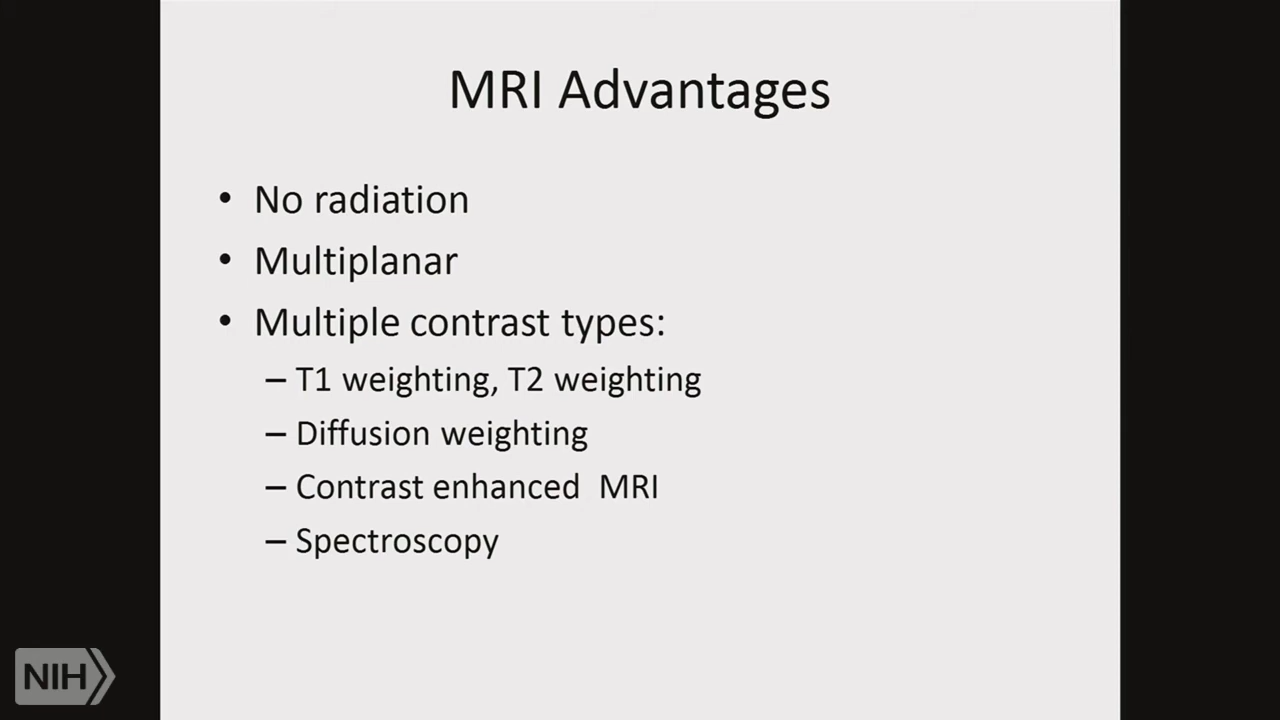 MRI Advantages
• No radiation
• Multiplanar
• Multiple contrast types:
– T1 weighting, T2 weighting
– Diffusion weighting
– Contrast enhanced  MRI
– Spectroscopy
NIH